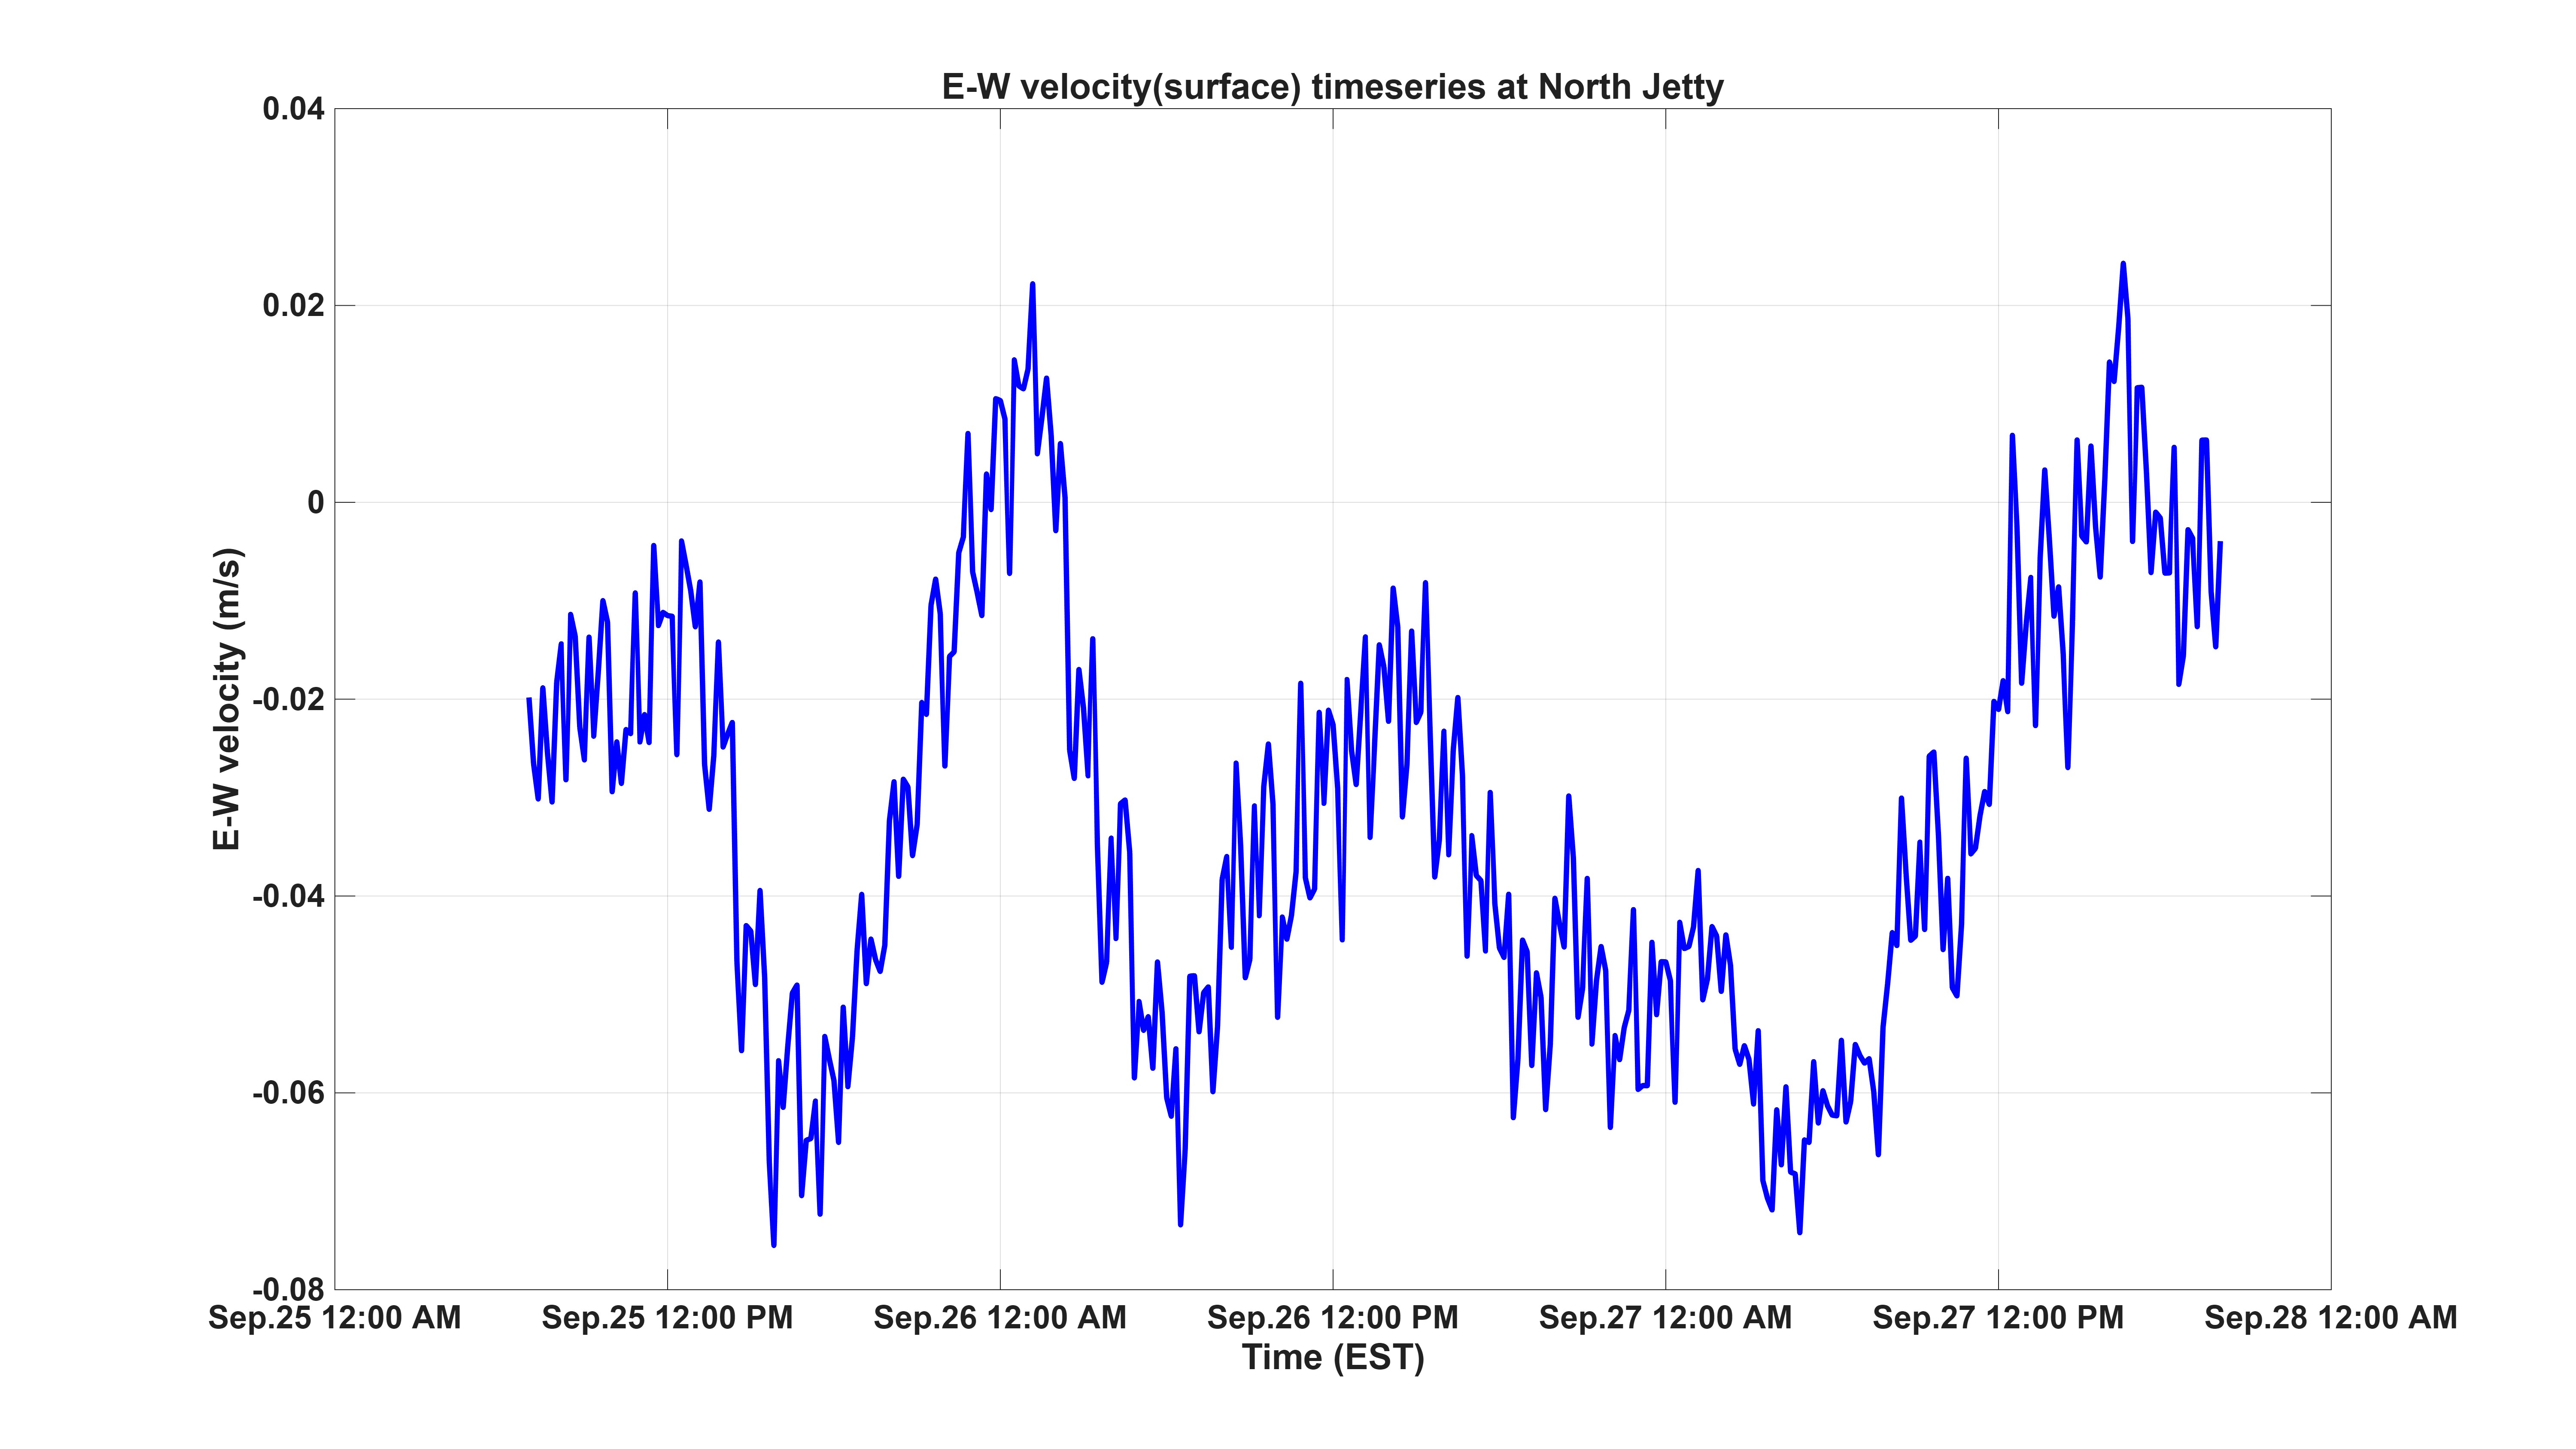 E-W velocity(surface) timeseries at North Jetty
0.04
0.02
0
-0.02
-0.04
-0.06
-0.08
E-W velocity (m/s)
Sep.25 12:00 AM Sep.25 12:00 PM Sep.26 12:00 AM Sep.26 12:00 PM Sep.27 12:00 AM Sep.27 12:00 PM Sep.28 12:00 AM
Time (EST)